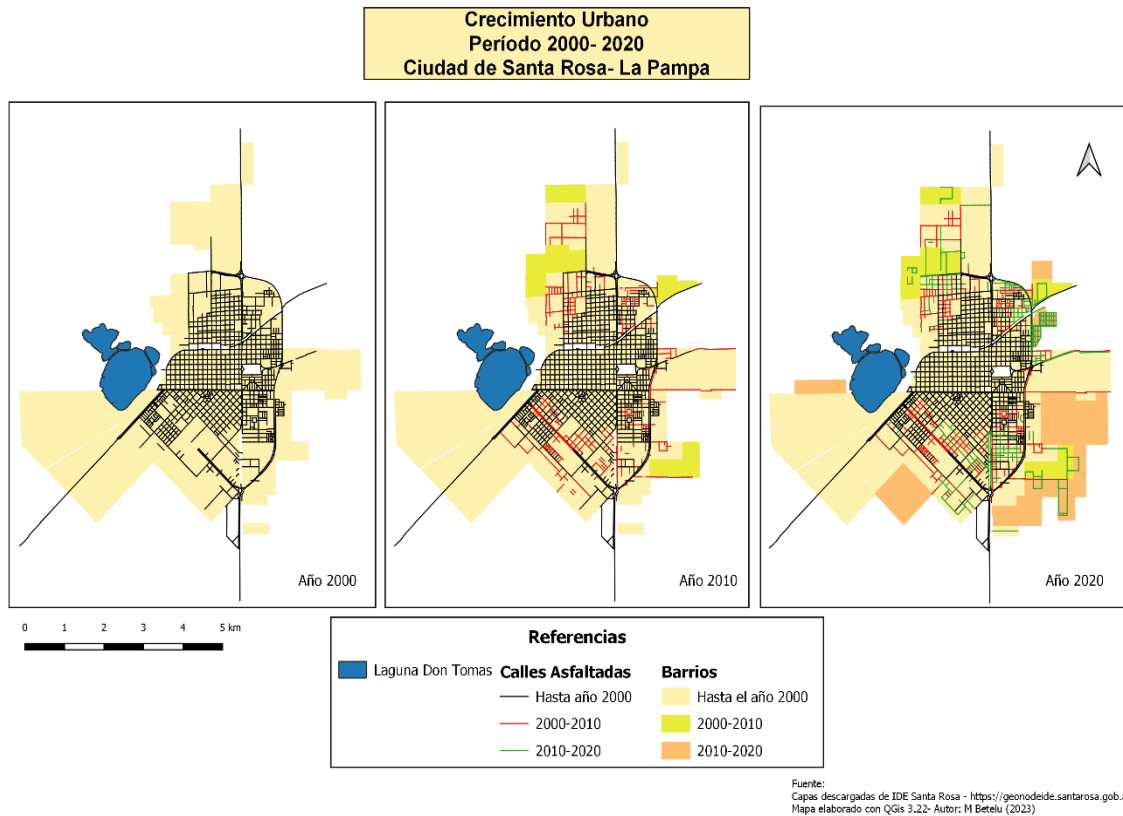 Crecimiento Urbano
Período 2000- 2020
Ciudad de Santa Rosa- La Pampa
Año 2000
Año 2010
Año 2020
0 1 2 3 4 5 km
Referencias
Laguna Don Tomas
Calles Asfaltadas
Hasta año 2000
2000-2010
2010-2020
Barrios
Hasta el año 2000
2000-2010
2010-2020
Fuente:
Capas descargadas de IDE Santa Rosa - https://geonodeide.santarosa.gob.a
Mapa elaborado con QGis 3.22- Autor: M Betelu (2023)